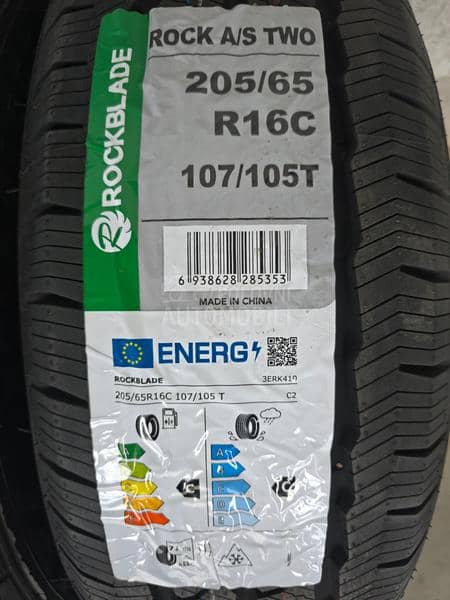 ROCKBLADE
ROCK A/S TWO
205/65
R16C
107/105T
6 938628 285353
MADE IN CHINA
ENERG
ROCKBLADE 3ERK410
205/65R16C 107/105 T C2
A
C
C